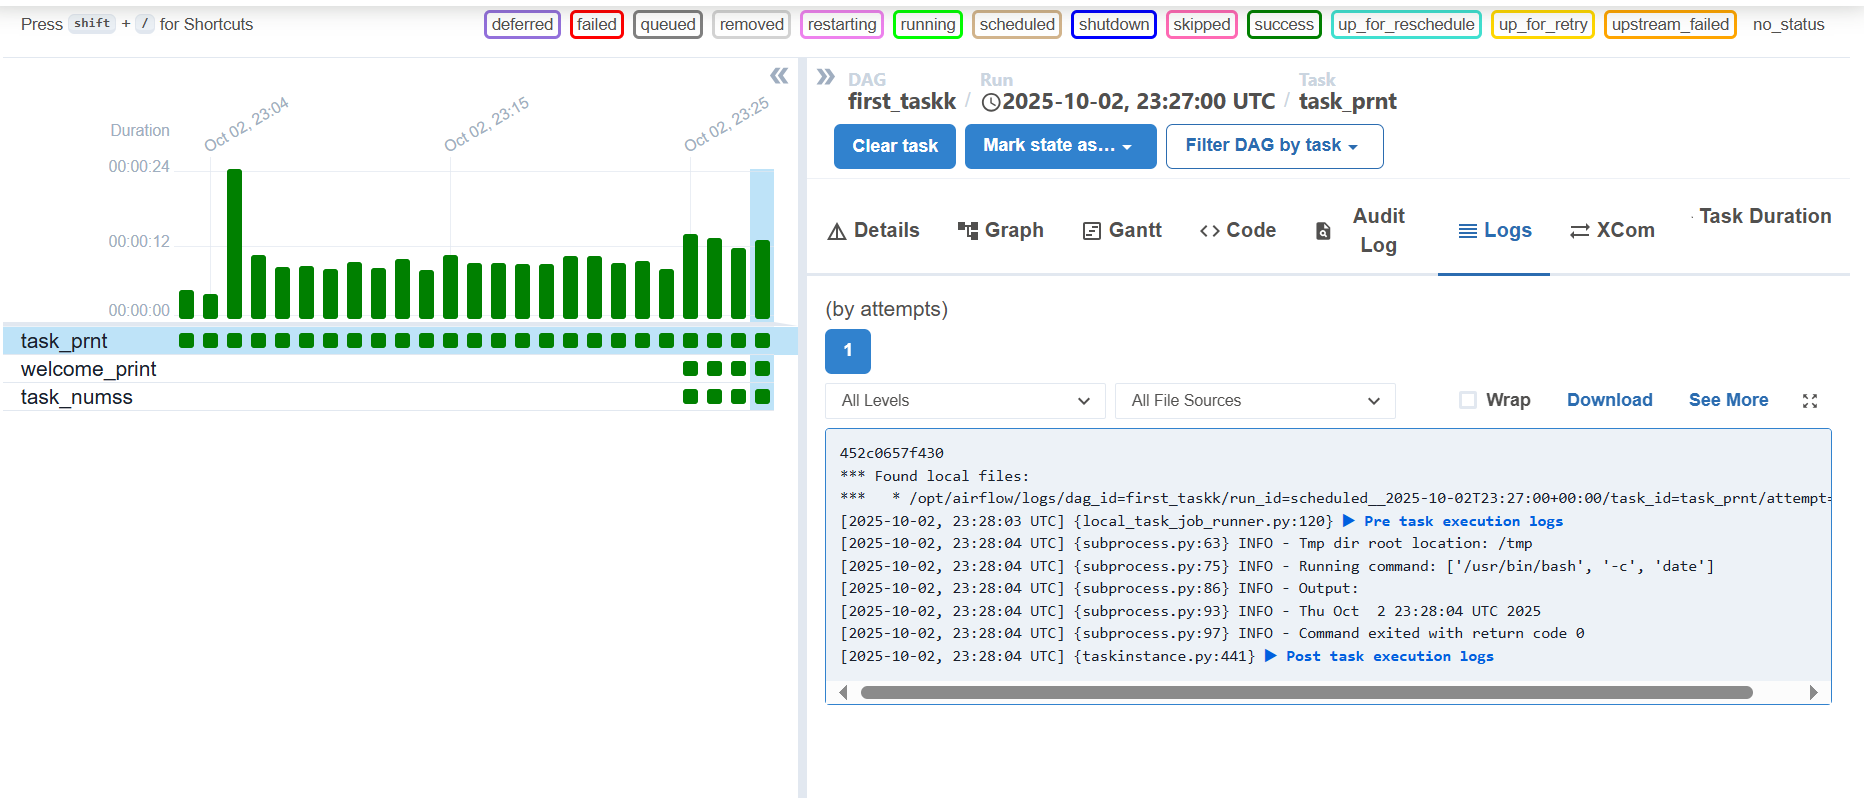 Press shift + / for Shortcuts
deferred failed queued removed restarting running scheduled shutdown skipped success up_for_reschedule up_for_retry upstream_failed no_status
Duration
Oct 02, 23:04
Oct 02, 23:15
Oct 02, 23:25
00:00:24
00:00:12
00:00:00
task_prnt
welcome_print
task_numss
DAG
first_taskk
/
Run
2025-10-02, 23:27:00 UTC
/
Task
task_prnt
Clear task
Mark state as...
Filter DAG by task
Details
Graph
Gantt
<> Code
Audit
Log
Logs
XCom
Task Duration
(by attempts)
1
All Levels
All File Sources
Wrap
Download
See More
452c0657f430
*** Found local files:
***   * /opt/airflow/logs/dag_id=first_taskk/run_id=scheduled__2025-10-02T23:27:00+00:00/task_id=task_prnt/attempt=
[2025-10-02, 23:28:03 UTC] {local_task_job_runner.py:120} ▶ Pre task execution logs
[2025-10-02, 23:28:04 UTC] {subprocess.py:63} INFO - Tmp dir root location: /tmp
[2025-10-02, 23:28:04 UTC] {subprocess.py:75} INFO - Running command: ['/usr/bin/bash', '-c', 'date']
[2025-10-02, 23:28:04 UTC] {subprocess.py:86} INFO - Output:
[2025-10-02, 23:28:04 UTC] {subprocess.py:93} INFO - Thu Oct  2 23:28:04 UTC 2025
[2025-10-02, 23:28:04 UTC] {subprocess.py:97} INFO - Command exited with return code 0
[2025-10-02, 23:28:04 UTC] {taskinstance.py:441} ▶ Post task execution logs